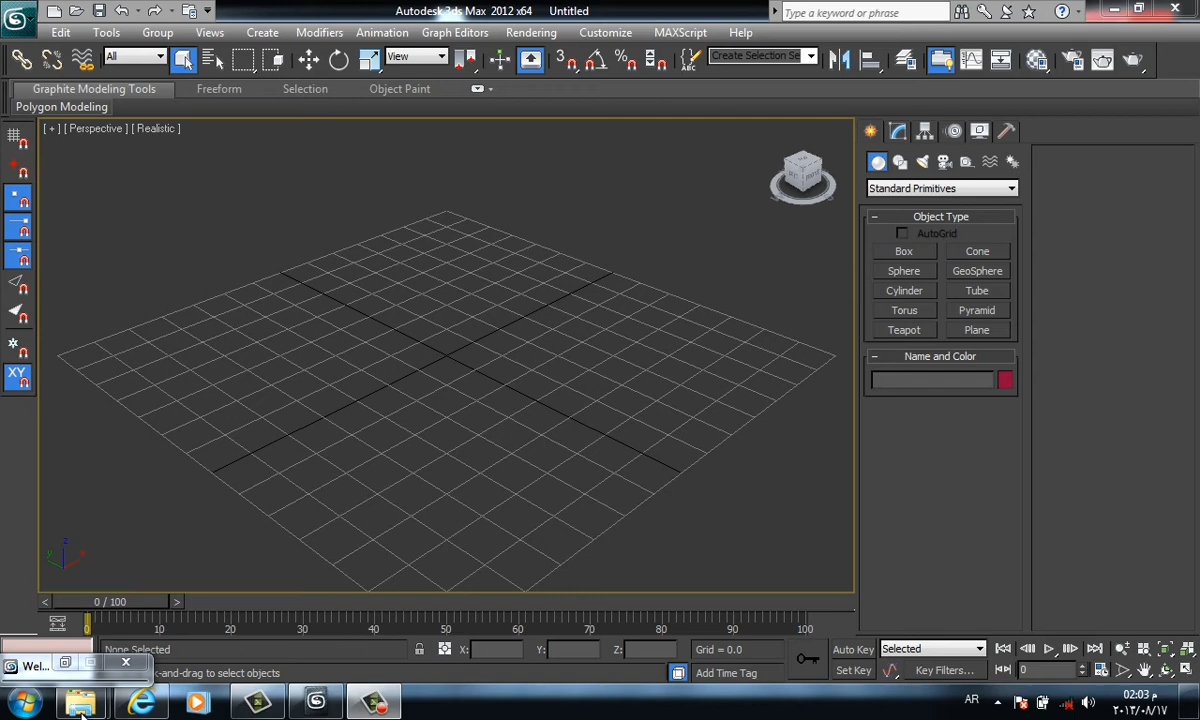 Autodesk 3ds Max 2012 x64 Untitled
Type a keyword or phrase
Edit Tools Group Views Create Modifiers Animation Graph Editors Rendering Customize MAXScript Help
All
View
3
Create Selection Se
Graphite Modeling Tools Freeform Selection Object Paint
Polygon Modeling
[ + ] [ Perspective ] [ Realistic ]
Standard Primitives
Object Type
AutoGrid
Box Cone
Sphere GeoSphere
Cylinder Tube
Torus Pyramid
Teapot Plane
Name and Color
XY
z
y x
< 0 / 100 >
0 10 20 30 40 50 60 70 80 90 100
None Selected X: Y: Z: Grid = 0.0 Auto Key Selected
Wel...
k-and-drag to select objects Add Time Tag Set Key Key Filters... 0
AR
02:03 م
٢٠١٣/٠٨/١٧